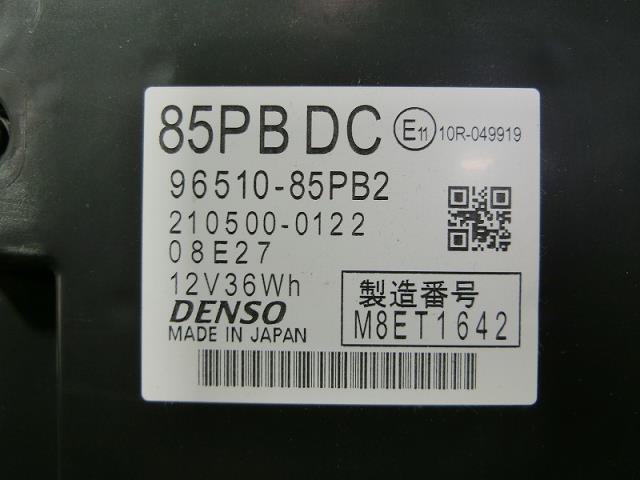 85PB DC E11 10R-049919
96510-85PB2
210500-0122
08E27
12V36Wh
DENSO
MADE IN JAPAN
製造番号
M8ET1642